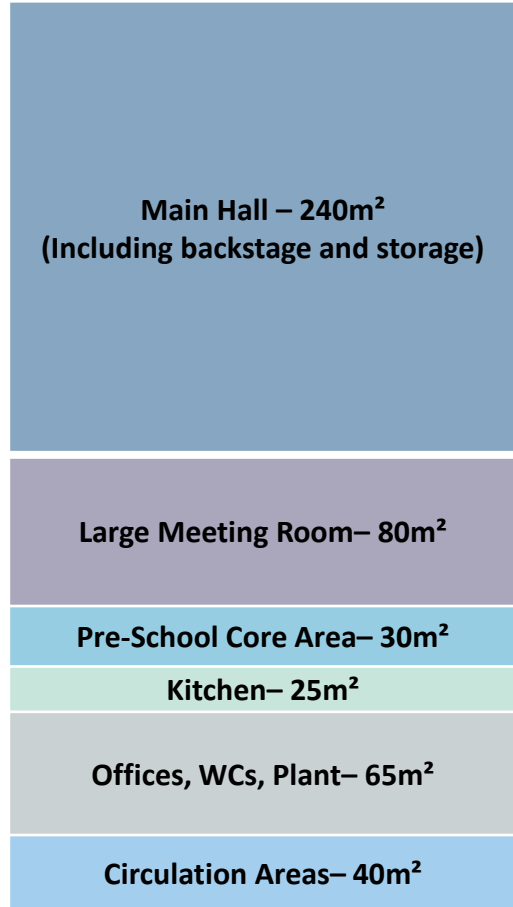 Main Hall – 240m²
(Including backstage and storage)
Large Meeting Room– 80m²
Pre-School Core Area– 30m²
Kitchen– 25m²
Offices, WCs, Plant– 65m²
Circulation Areas– 40m²